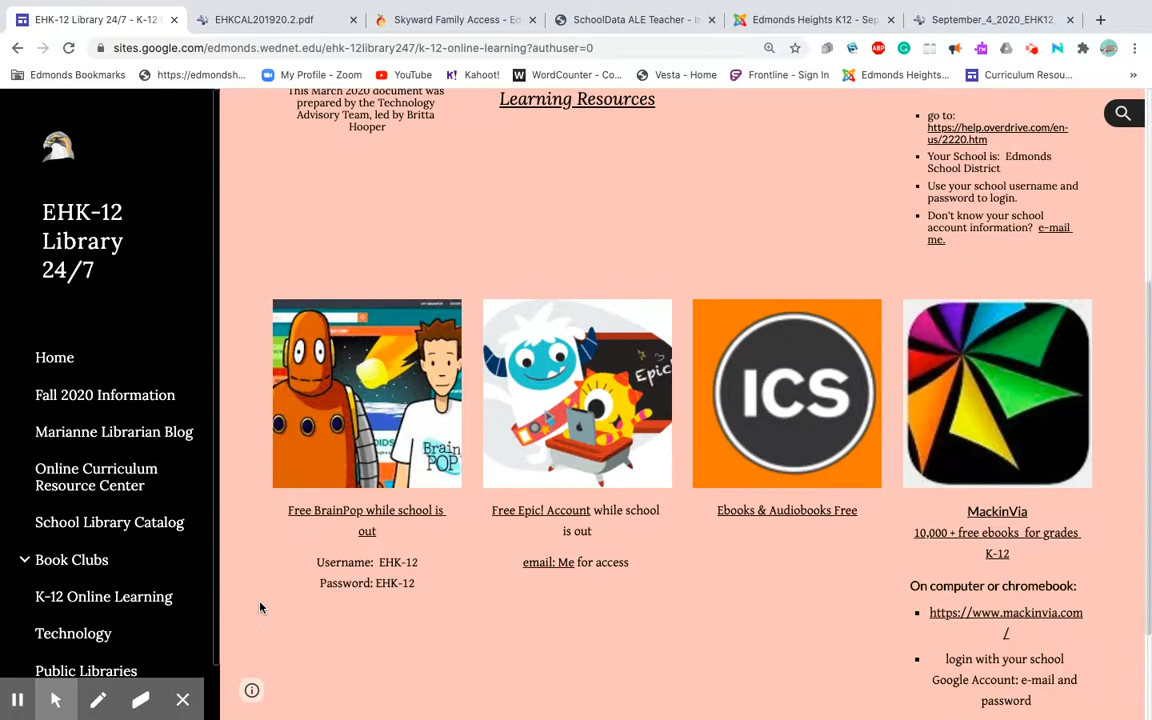 EHK-12 Library 24/7 - K-12
EHKCAL201920.2.pdf
Skyward Family Access - Ed
SchoolData ALE Teacher - In
Edmonds Heights K12 - Sep
September_4_2020_EHK12_
sites.google.com/edmonds.wednet.edu/ehk-12library247/k-12-online-learning?authuser=0
Edmonds Bookmarks
https://edmondsh...
My Profile - Zoom
YouTube
Kahoot!
WordCounter - Co...
Vesta - Home
Frontline - Sign In
Edmonds Heights...
Curriculum Resou...
EHK-12
Library
24/7
Home
Fall 2020 Information
Marianne Librarian Blog
Online Curriculum
Resource Center
School Library Catalog
Book Clubs
K-12 Online Learning
Technology
Public Libraries
This March 2020 document was
prepared by the Technology
Advisory Team, led by Britta
Hooper
Learning Resources
go to:
https://help.overdrive.com/en-
us/2220.htm
Your School is: Edmonds
School District
Use your school username and
password to login.
Don't know your school
account information? e-mail
me.
Brain
POP
Epic!
ICS
Free BrainPop while school is
out
Username: EHK-12
Password: EHK-12
Free Epic! Account while school
is out
email: Me for access
Ebooks & Audiobooks Free
MackinVia
10,000 + free ebooks for grades
K-12
On computer or chromebook:
https://www.mackinvia.com
/
login with your school
Google Account: e-mail and
password